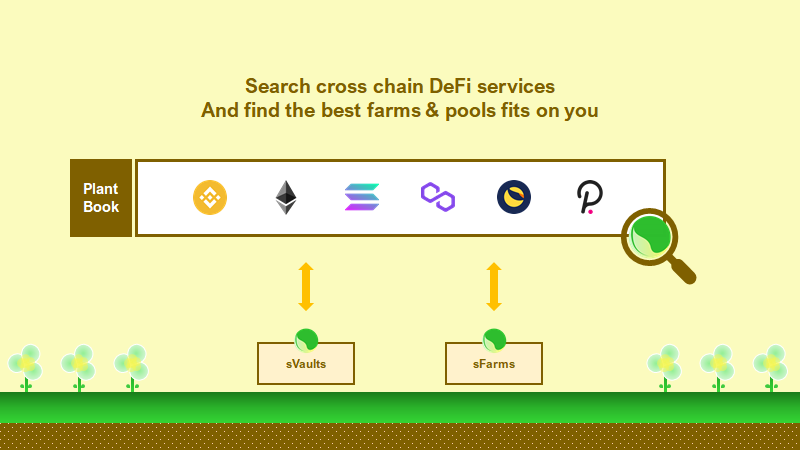 Search cross chain DeFi services
And find the best farms & pools fits on you
Plant
Book
sVaults
sFarms